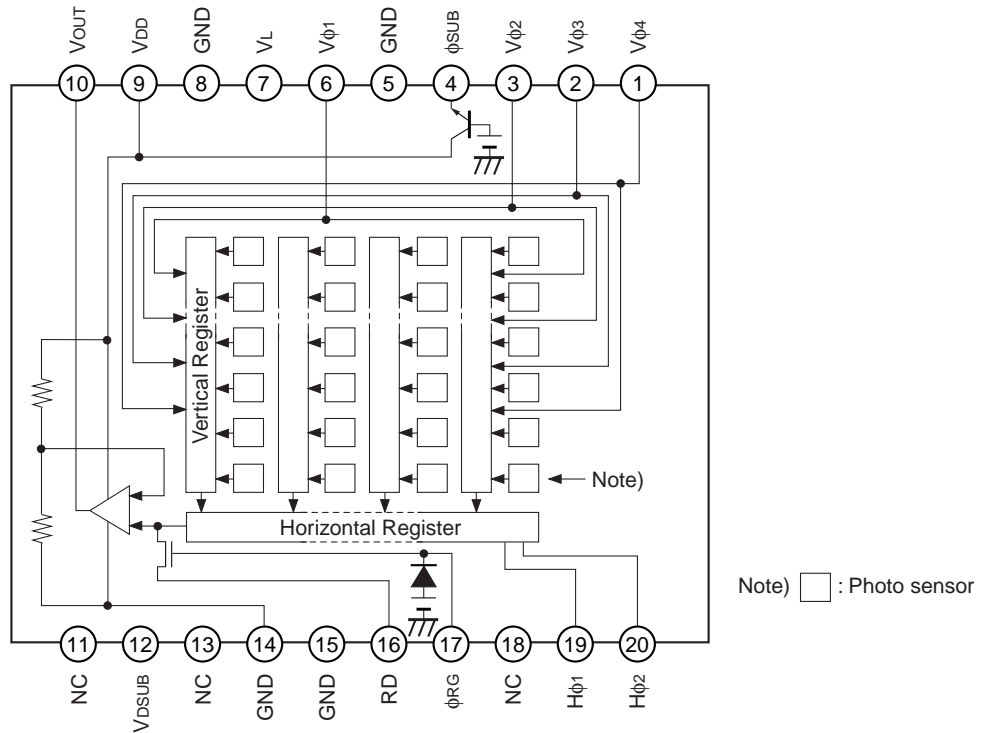 VOUT
VDD
GND
VL
Vφ1
GND
φSUB
Vφ2
Vφ3
Vφ4
10
9
8
7
6
5
4
3
2
1
Vertical Register
Note)
Horizontal Register
Note) : Photo sensor
11
12
13
14
15
16
17
18
19
20
NC
VDSUB
NC
GND
GND
RD
φRG
NC
Hφ1
Hφ2